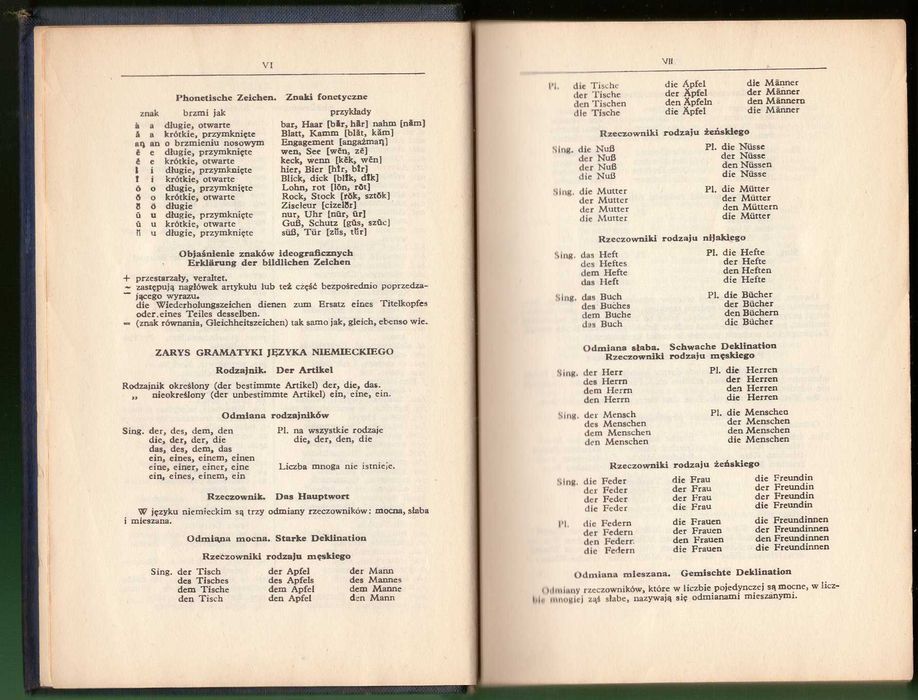 VI
Phonetische Zeichen. Znaki fonetyczne
znak brzmi jak przykłady
a długie, otwarte bar, Haar [bār, hār] nahm [nām]
ă a krótkie, przymknięte Blatt, Kamm [blăt, kăm]
aƞ an o brzmieniu nosowym Engagement [angažmaƞ]
ē e długie, przymknięte wen, See [wēn, zē]
ĕ e krótkie, otwarte keck, wenn [kĕk, wĕn]
ī i długie, przymknięte hier, Bier [hīr, bīr]
ĭ i krótkie, otwarte Blick, dick [blĭk, dĭk]
ō o długie, przymknięte Lohn, rot [lōn, rōt]
ŏ o krótkie, otwarte Rock, Stock [rŏk, sztŏk]
ö długie Ziseleur [cizelör]
ū u długie, przymknięte nur, Uhr [nūr, ūr]
ŭ u krótkie, otwarte Guß, Schutz [gŭs, szŭc]
u długie, przymknięte süß, Tür
Objaśnienie znaków ideograficznych
Erklärung der bildlichen Zeichen
+ przestarzały, veraltet.
~ zastępują nagłówek artykułu lub też część bezpośrednio poprzedza-
jącego wyrazu.
die Wiederholungszeichen dienen zum Ersatz eines Titelkopfes
oder eines Teiles desselben.
= (znak równania, Gleichheitszeichen) tak samo jak, gleich, ebenso wie.
ZARYS GRAMATYKI JĘZYKA NIEMIECKIEGO
Rodzajnik. Der Artikel
Rodzajnik określony (der bestimmte Artikel) der, die, das.
„ nieokreślony (der unbestimmte Artikel) ein, eine, ein.
Odmiana rodzajników
Sing. der, des, dem, den Pl. na wszystkie rodzaje
die, der, der, die die, der, den, die
das, des, dem, das
ein, eines, einem, einen
eine, einer, einer, eine Liczba mnoga nie istnieje.
ein, eines, einem, ein
Rzeczownik. Das Hauptwort
W języku niemieckim są trzy odmiany rzeczowników: mocna, słaba
i mieszana.
Odmiana mocna. Starke Deklination
Rzeczowniki rodzaju męskiego
Sing. der Tisch der Apfel der Mann
des Tisches des Apfels des Mannes
dem Tische dem Apfel dem Manne
den Tisch den Apfel den Mann
VII
Pl. die Tische die Äpfel die Männer
der Tische der Äpfel der Männer
den Tischen den Äpfeln den Männern
die Tische die Äpfel die Männer
Rzeczowniki rodzaju żeńskiego
Sing. die Nuß Pl. die Nüsse
der Nuß der Nüsse
der Nuß den Nüssen
die Nuß die Nüsse
Sing. die Mutter Pl. die Mütter
der Mutter der Mütter
der Mutter den Müttern
die Mutter die Mütter
Rzeczowniki rodzaju nijakiego
Sing. das Heft Pl. die Hefte
des Heftes der Hefte
dem Hefte den Heften
das Heft die Hefte
Sing. das Buch Pl. die Bücher
des Buches der Bücher
dem Buche den Büchern
das Buch die Bücher
Odmiana słaba. Schwache Deklination
Rzeczowniki rodzaju męskiego
Sing. der Herr Pl. die Herren
des Herrn der Herren
dem Herrn den Herren
den Herrn die Herren
Sing. der Mensch Pl. die Menschen
des Menschen der Menschen
dem Menschen den Menschen
den Menschen die Menschen
Rzeczowniki rodzaju żeńskiego
Sing. die Feder die Frau die Freundin
der Feder der Frau der Freundin
der Feder der Frau der Freundin
die Feder die Frau die Freundin
Pl. die Federn die Frauen die Freundinnen
der Federn der Frauen der Freundinnen
den Federn den Frauen den Freundinnen
die Federn die Frauen die Freundinnen
Odmiana mieszana. Gemischte Deklination
Odmiany rzeczowników, które w liczbie pojedynczej są mocne, w licz-
bie mnogiej zaś słabe, nazywają się odmianami mieszanymi.